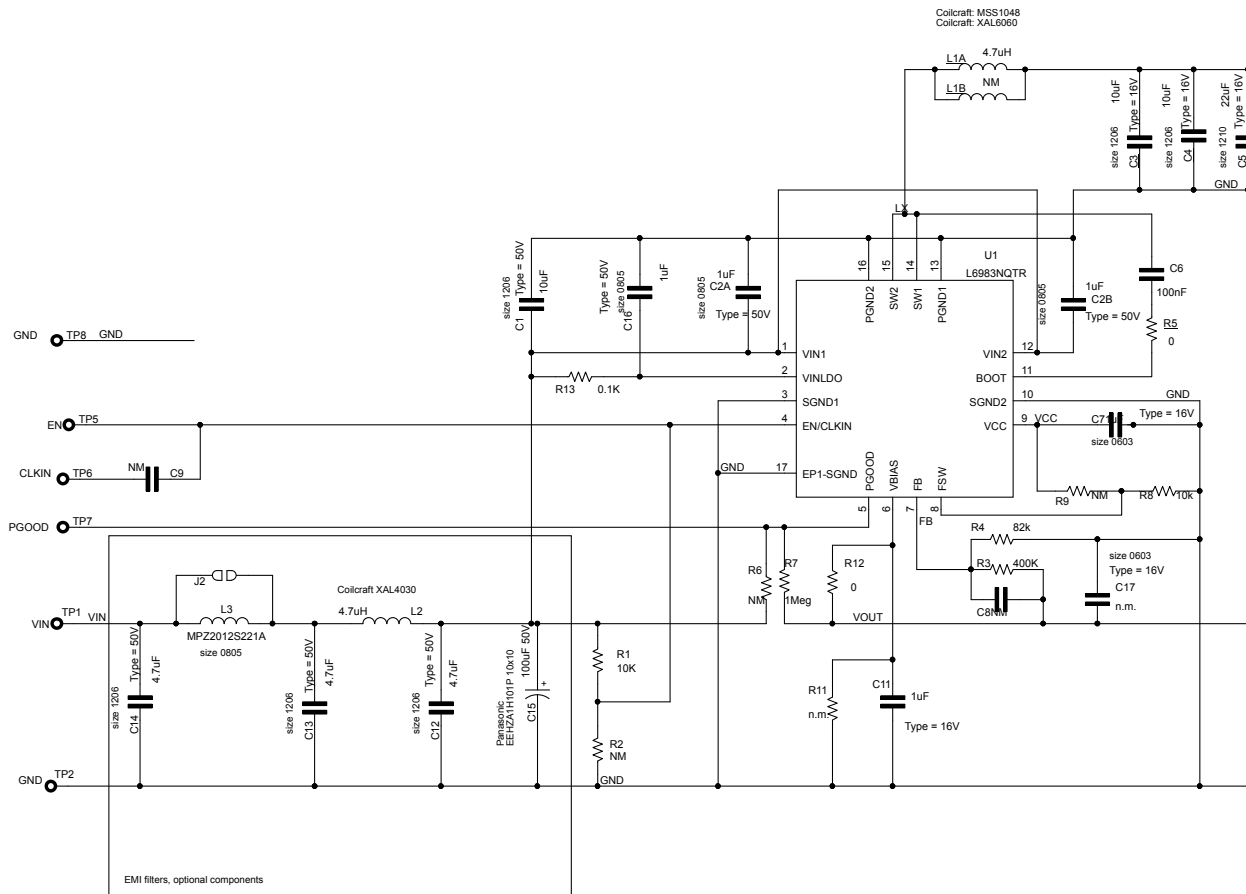 Coilcraft: MSS1048
Coilcraft: XAL6060
L1A
4.7uH
L1B
NM
10uF
Type = 16V
size 1206
C3
10uF
Type = 16V
size 1206
C4
22uF
Type = 16V
size 1210
C5
GND
LX
Type = 50V
size 1206
10uF
C1
Type = 50V
size 0805
1uF
C16
size 0805
1uF
C2A
Type = 50V
16
15
14
13
PGND2
SW2
SW1
PGND1
U1
L6983NQTR
size 0805
1uF
C2B
Type = 50V
C6
100nF
R5
0
GND
TP8
GND
1
VIN1
VIN2
12
2
VINLDO
BOOT
11
R13
0.1K
3
SGND1
SGND2
10
GND
EN
TP5
4
EN/CLKIN
VCC
9
VCC
C71uF
Type = 16V
size 0603
CLKIN
TP6
NM
C9
GND
17
EP1-SGND
PGOOD
VBIAS
FB
FSW
5
6
7
8
FB
R9
NM
R8
10k
PGOOD
TP7
R4
82k
R3
400K
C8NM
size 0603
Type = 16V
C17
n.m.
R6
NM
R7
1Meg
R12
0
VOUT
J2
L3
MPZ2012S221A
size 0805
Coilcraft XAL4030
4.7uH
L2
VIN
TP1
VIN
Type = 50V
4.7uF
size 1206
C14
Type = 50V
4.7uF
size 1206
C13
Type = 50V
4.7uF
size 1206
C12
100uF 50V
Panasonic
EEHZA1H101P 10x10
C15
+
R1
10K
R2
NM
GND
R11
n.m.
C11
1uF
Type = 16V
GND
TP2
EMI filters, optional components